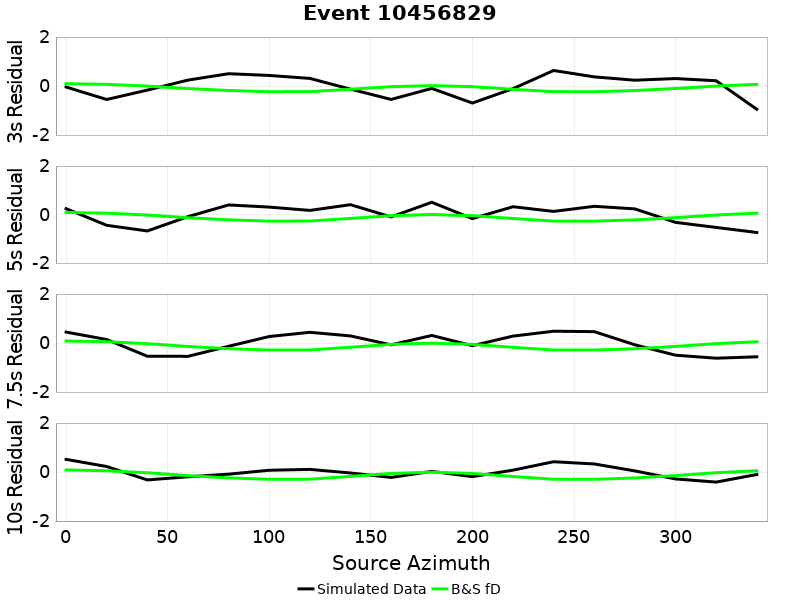 Event 10456829
3s Residual
2
0
-2
5s Residual
2
0
-2
7.5s Residual
2
0
-2
10s Residual
2
0
-2
0 50 100 150 200 250 300
Source Azimuth
Simulated Data B&S fD